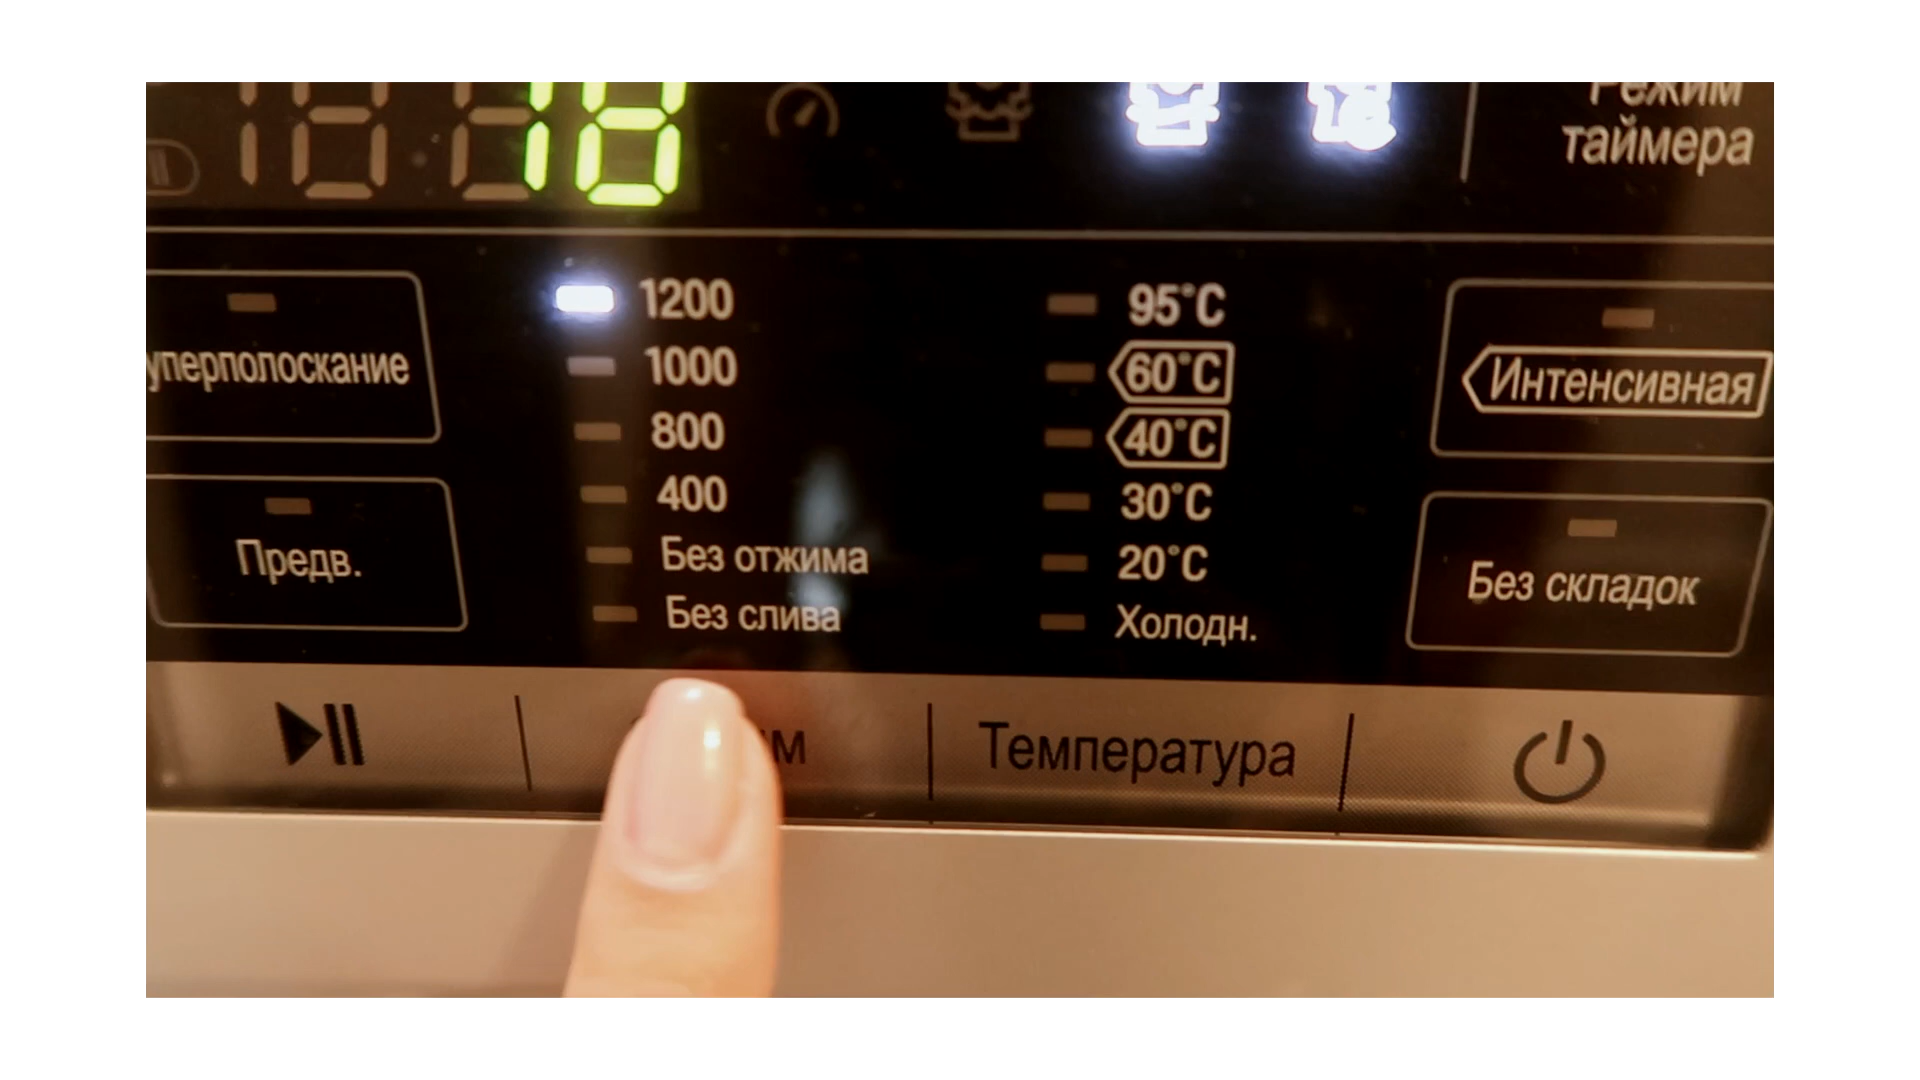 18
Режим
таймера
1200
1000
800
400
Без отжима
Без слива
95°C
60°C
40°C
30°C
20°C
Холодн.
Интенсивная
Предв.
Без складок
Температура